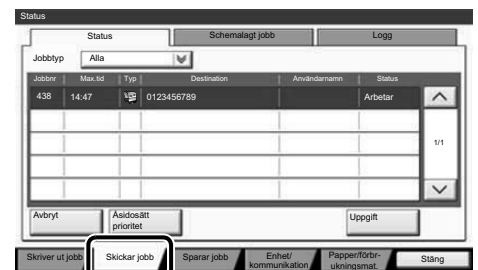 Status
Status Schemalagt jobb Logg
Jobbtyp Alla
Jobbnr Max.tid Typ Destination Användarnamn Status
438 14:47 0123456789 Arbetar
1/1
Avbryt Åsidosätt prioritet Uppgift
Skriver ut jobb Skickar jobb Sparar jobb Enhet/ kommunikation Papper/förbr- ukningsmat. Stäng